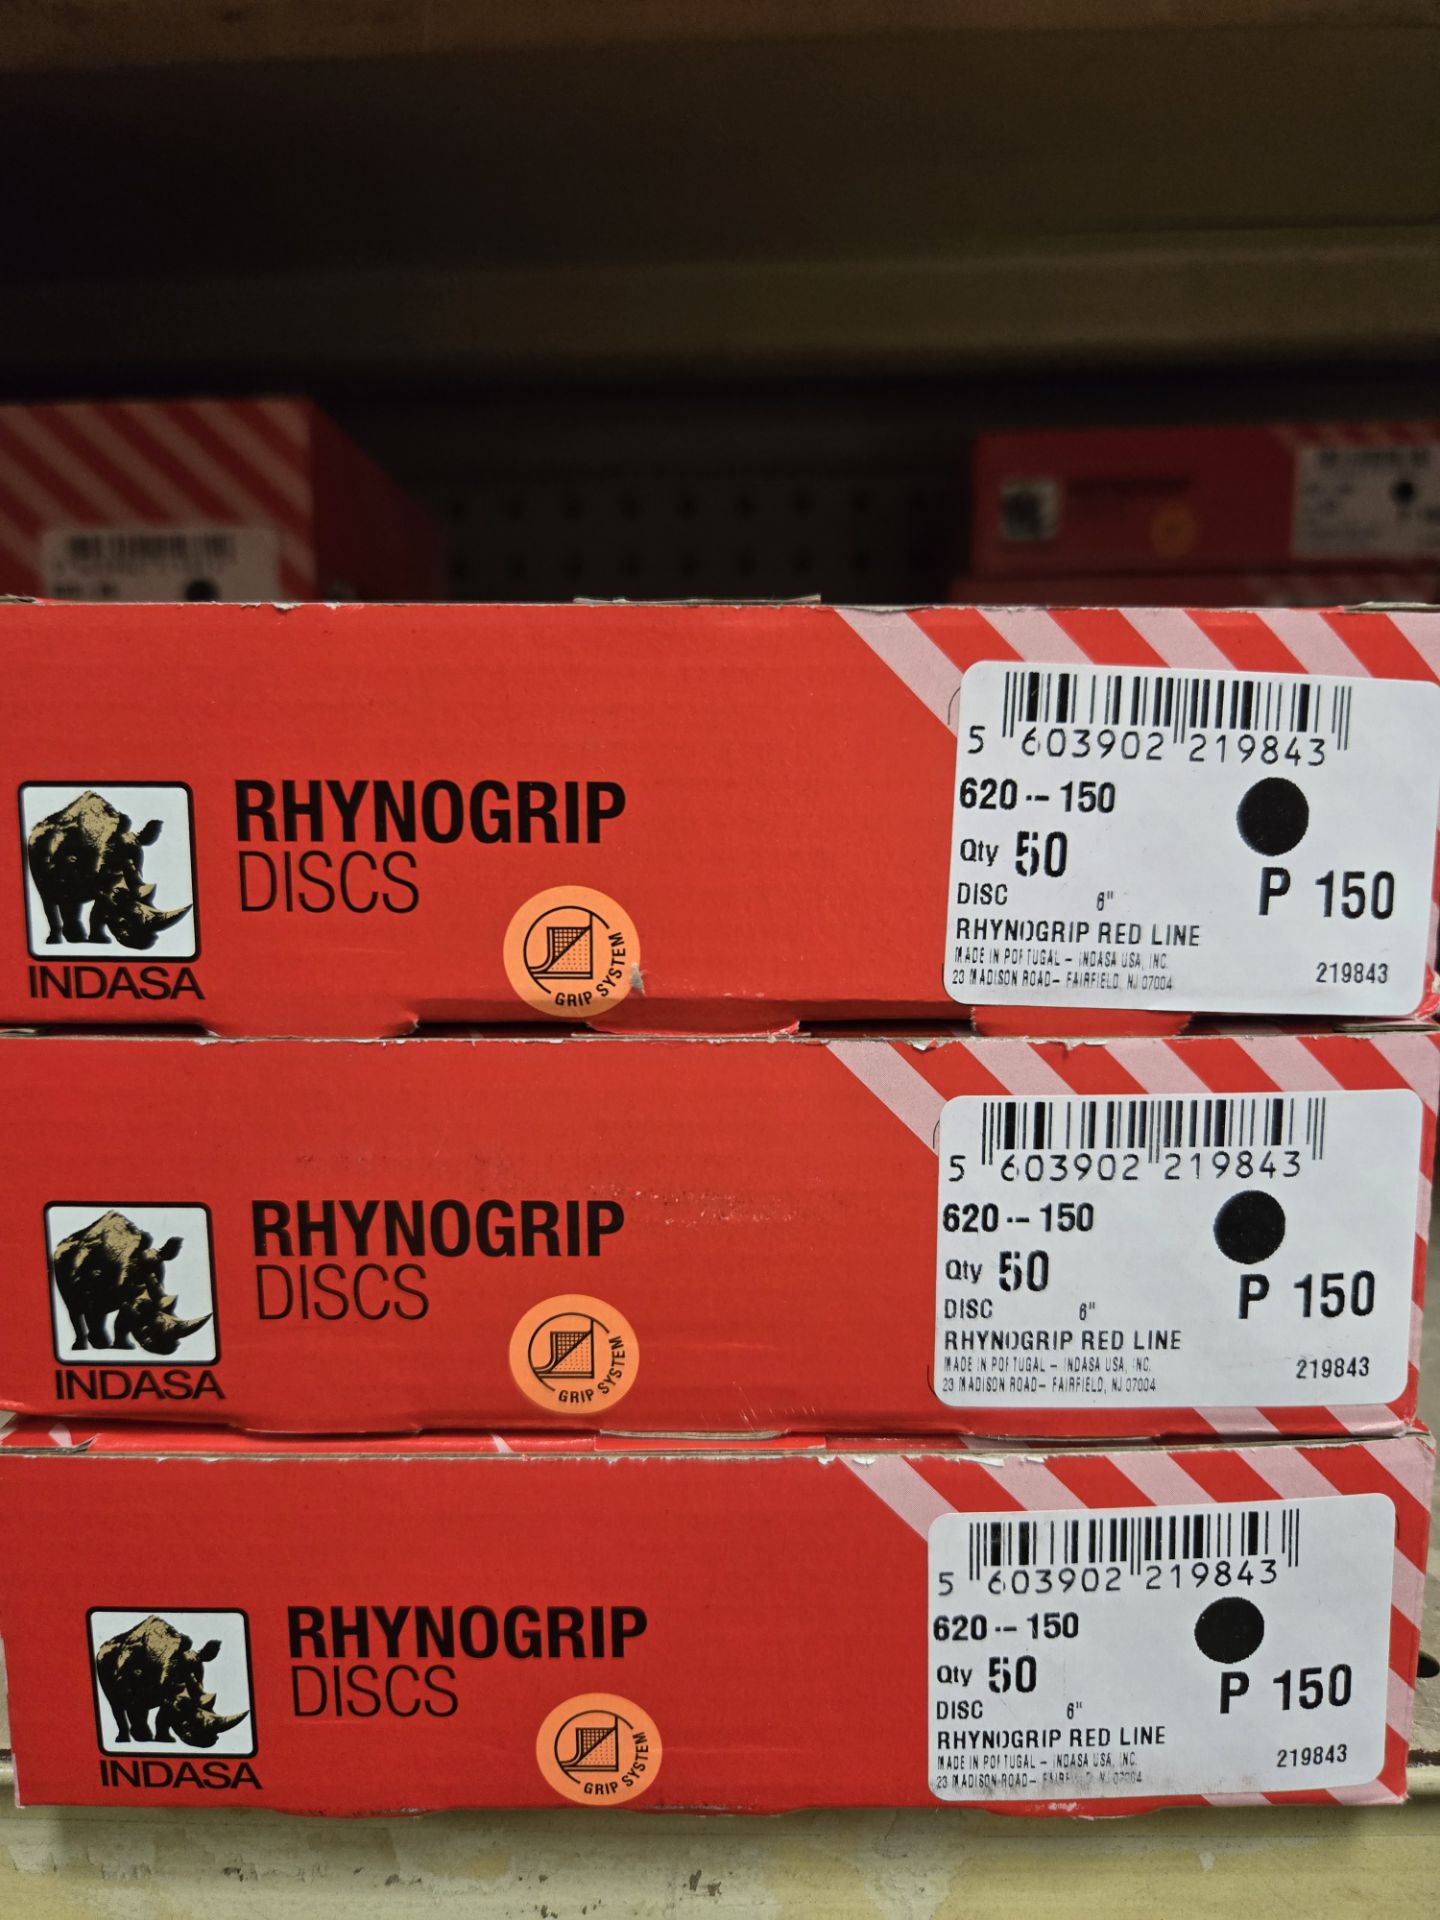 5 603902 219843
620 -- 150
Qty 50
P 150
DISC 6"
RHYNOGRIP RED LINE
MADE IN PORTUGAL - INDASA USA, INC.
23 MADISON ROAD- FAIRFIELD, NJ 07004
219843
RHYNOGRIP
DISCS
INDASA
GRIP SYSTEM
5 603902 219843
620 -- 150
Qty 50
P 150
DISC 6"
RHYNOGRIP RED LINE
MADE IN PORTUGAL - INDASA USA, INC.
23 MADISON ROAD- FAIRFIELD, NJ 07004
219843
RHYNOGRIP
DISCS
INDASA
GRIP SYSTEM
5 603902 219843
620 -- 150
Qty 50
P 150
DISC 6"
RHYNOGRIP RED LINE
MADE IN PORTUGAL - INDASA USA, INC.
23 MADISON ROAD- FAIRFIELD, NJ 07004
219843
RHYNOGRIP
DISCS
INDASA
GRIP SYSTEM